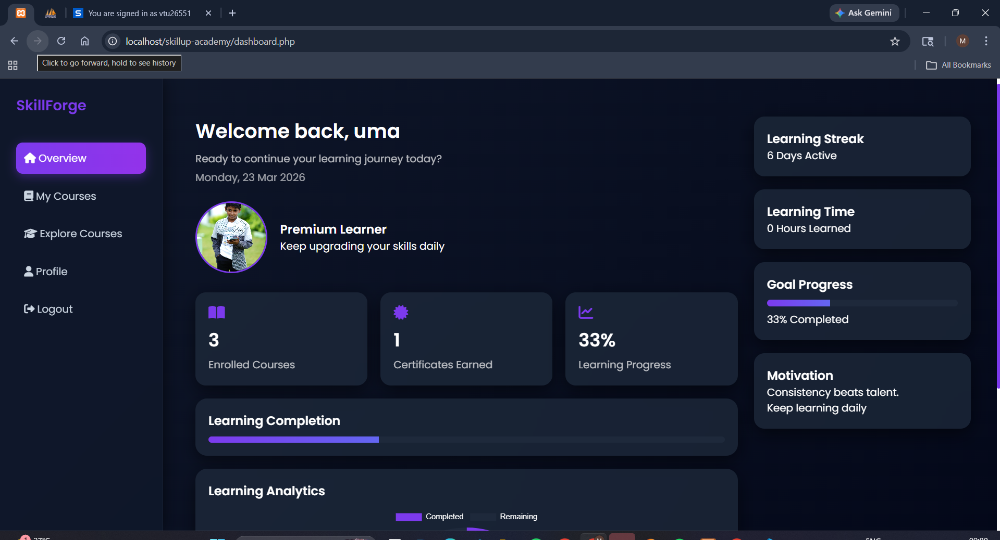 You are signed in as vtu26551
Ask Gemini
localhost/skillup-academy/dashboard.php
M
Click to go forward, hold to see history
All Bookmarks
SkillForge
Overview
My Courses
Explore Courses
Profile
Logout
Welcome back, uma
Ready to continue your learning journey today?
Monday, 23 Mar 2026
Premium Learner
Keep upgrading your skills daily
3
Enrolled Courses
1
Certificates Earned
33%
Learning Progress
Learning Completion
Learning Analytics
Completed
Remaining
Learning Streak
6 Days Active
Learning Time
0 Hours Learned
Goal Progress
33% Completed
Motivation
Consistency beats talent.
Keep learning daily